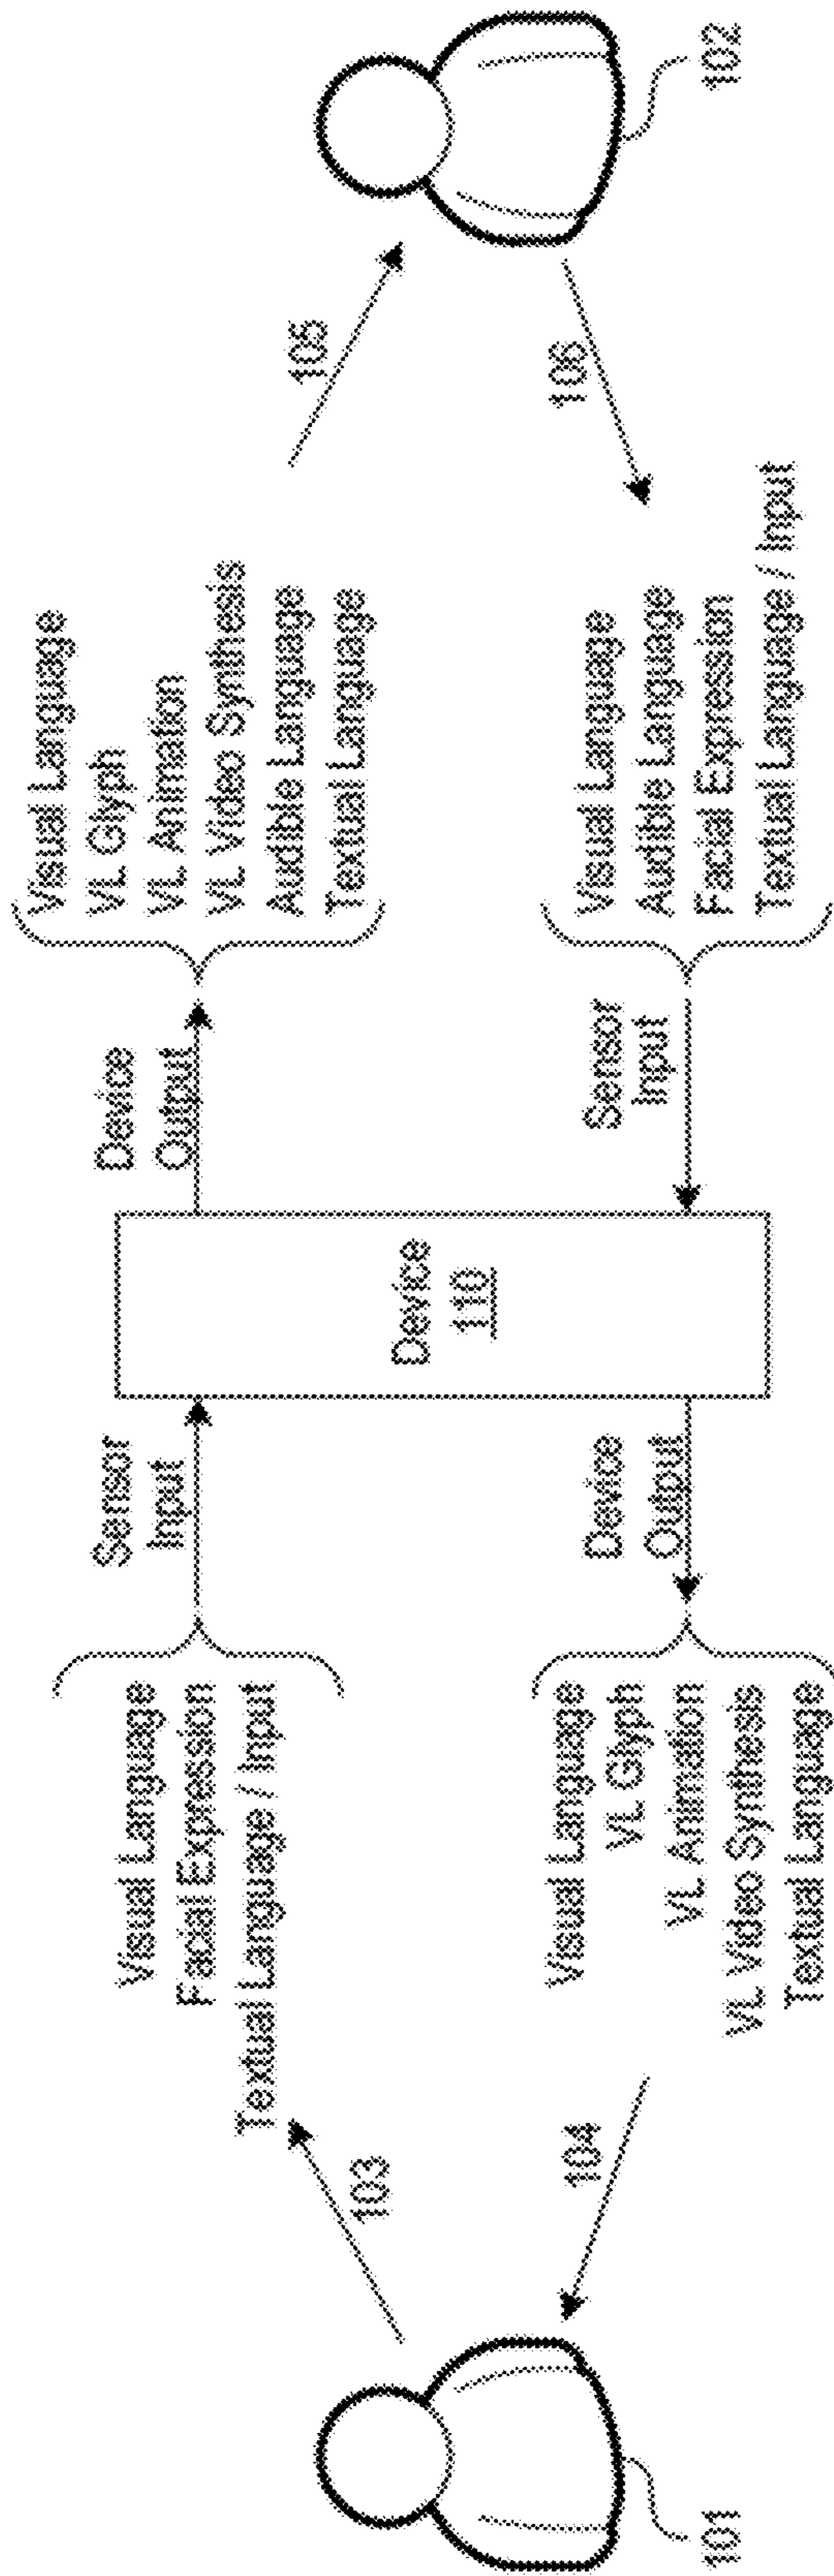 Visual Language
Facial Expression
Textual Language / Input
103
Sensor
Input
Device
110
Device
Output
Visual Language
VL Glyph
VL Animation
VL Video Synthesis
Audible Language
Textual Language
105
101
104
Visual Language
VL Glyph
VL Animation
VL Video Synthesis
Textual Language
Device
Output
Sensor
Input
Visual Language
Audible Language
Facial Expression
Textual Language / Input
106
102